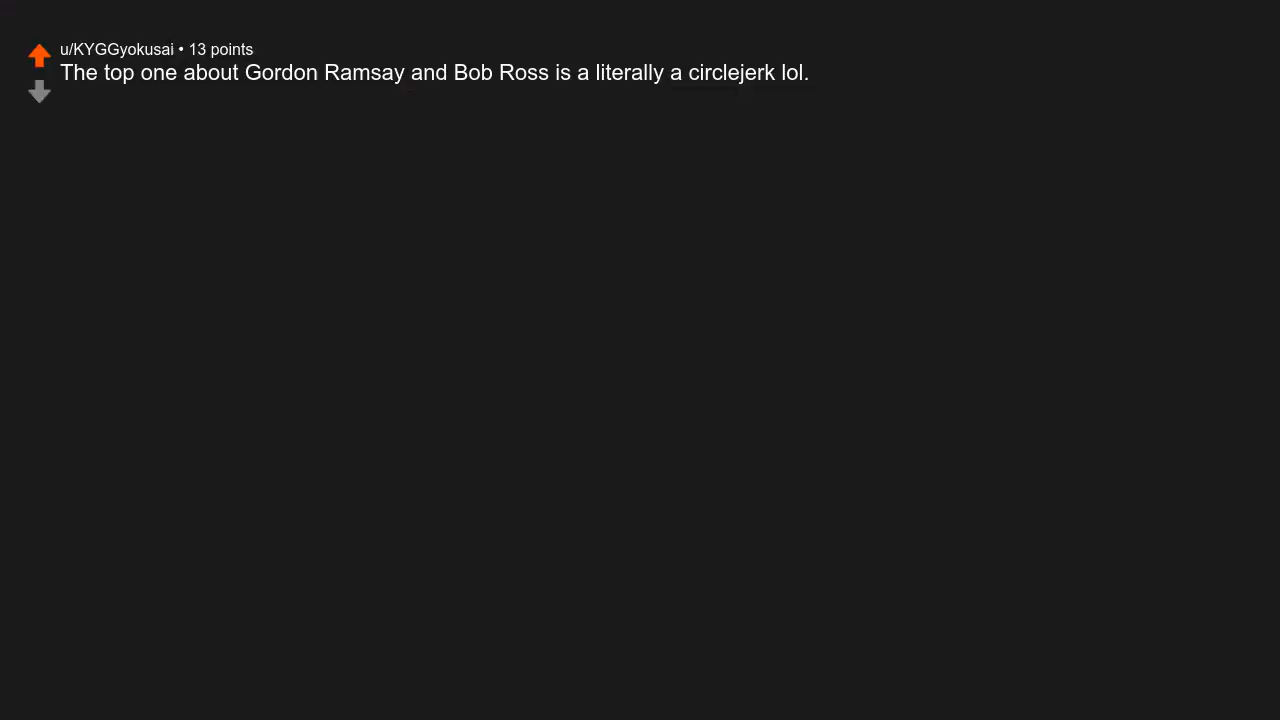 u/KYGGyokusai • 13 points
The top one about Gordon Ramsay and Bob Ross is a literally a circlejerk lol.